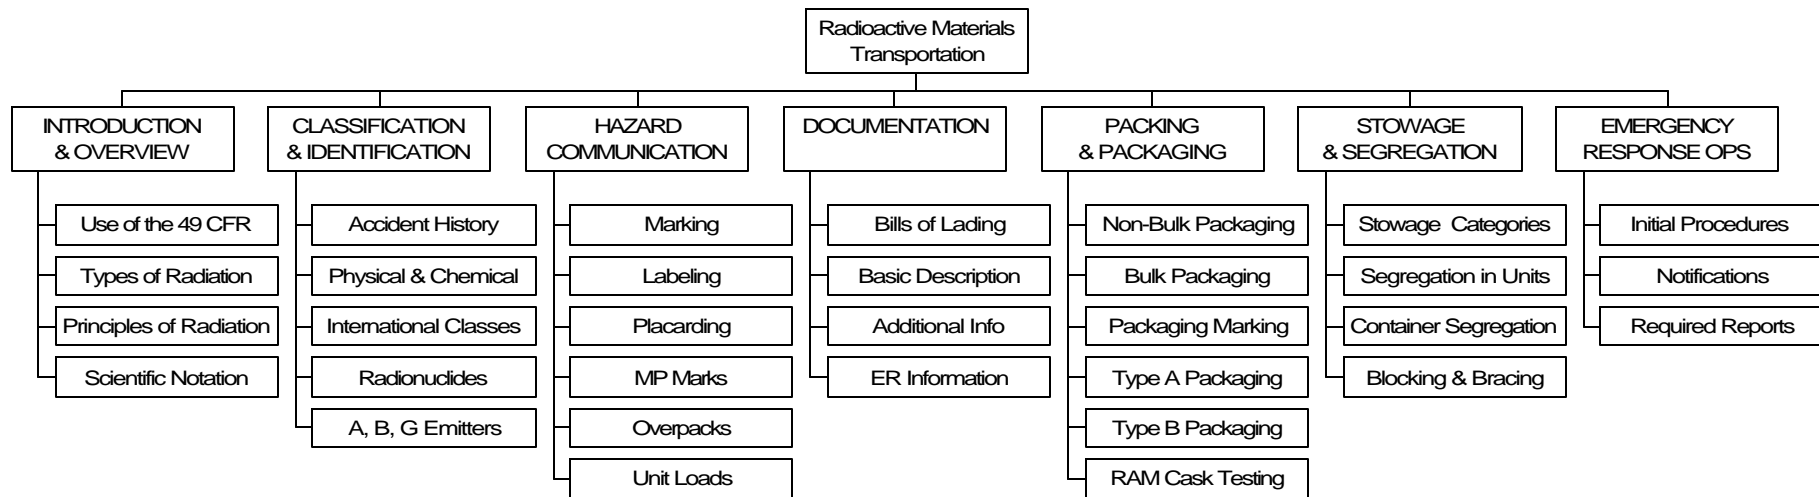 Radioactive Materials
Transportation
INTRODUCTION
& OVERVIEW
Use of the 49 CFR
Types of Radiation
Principles of Radiation
Scientific Notation
CLASSIFICATION
& IDENTIFICATION
Accident History
Physical & Chemical
International Classes
Radionuclides
A, B, G Emitters
HAZARD
COMMUNICATION
Marking
Labeling
Placarding
MP Marks
Overpacks
Unit Loads
DOCUMENTATION
Bills of Lading
Basic Description
Additional Info
ER Information
PACKING
& PACKAGING
Non-Bulk Packaging
Bulk Packaging
Packaging Marking
Type A Packaging
Type B Packaging
RAM Cask Testing
STOWAGE
& SEGREGATION
Stowage Categories
Segregation in Units
Container Segregation
Blocking & Bracing
EMERGENCY
RESPONSE OPS
Initial Procedures
Notifications
Required Reports